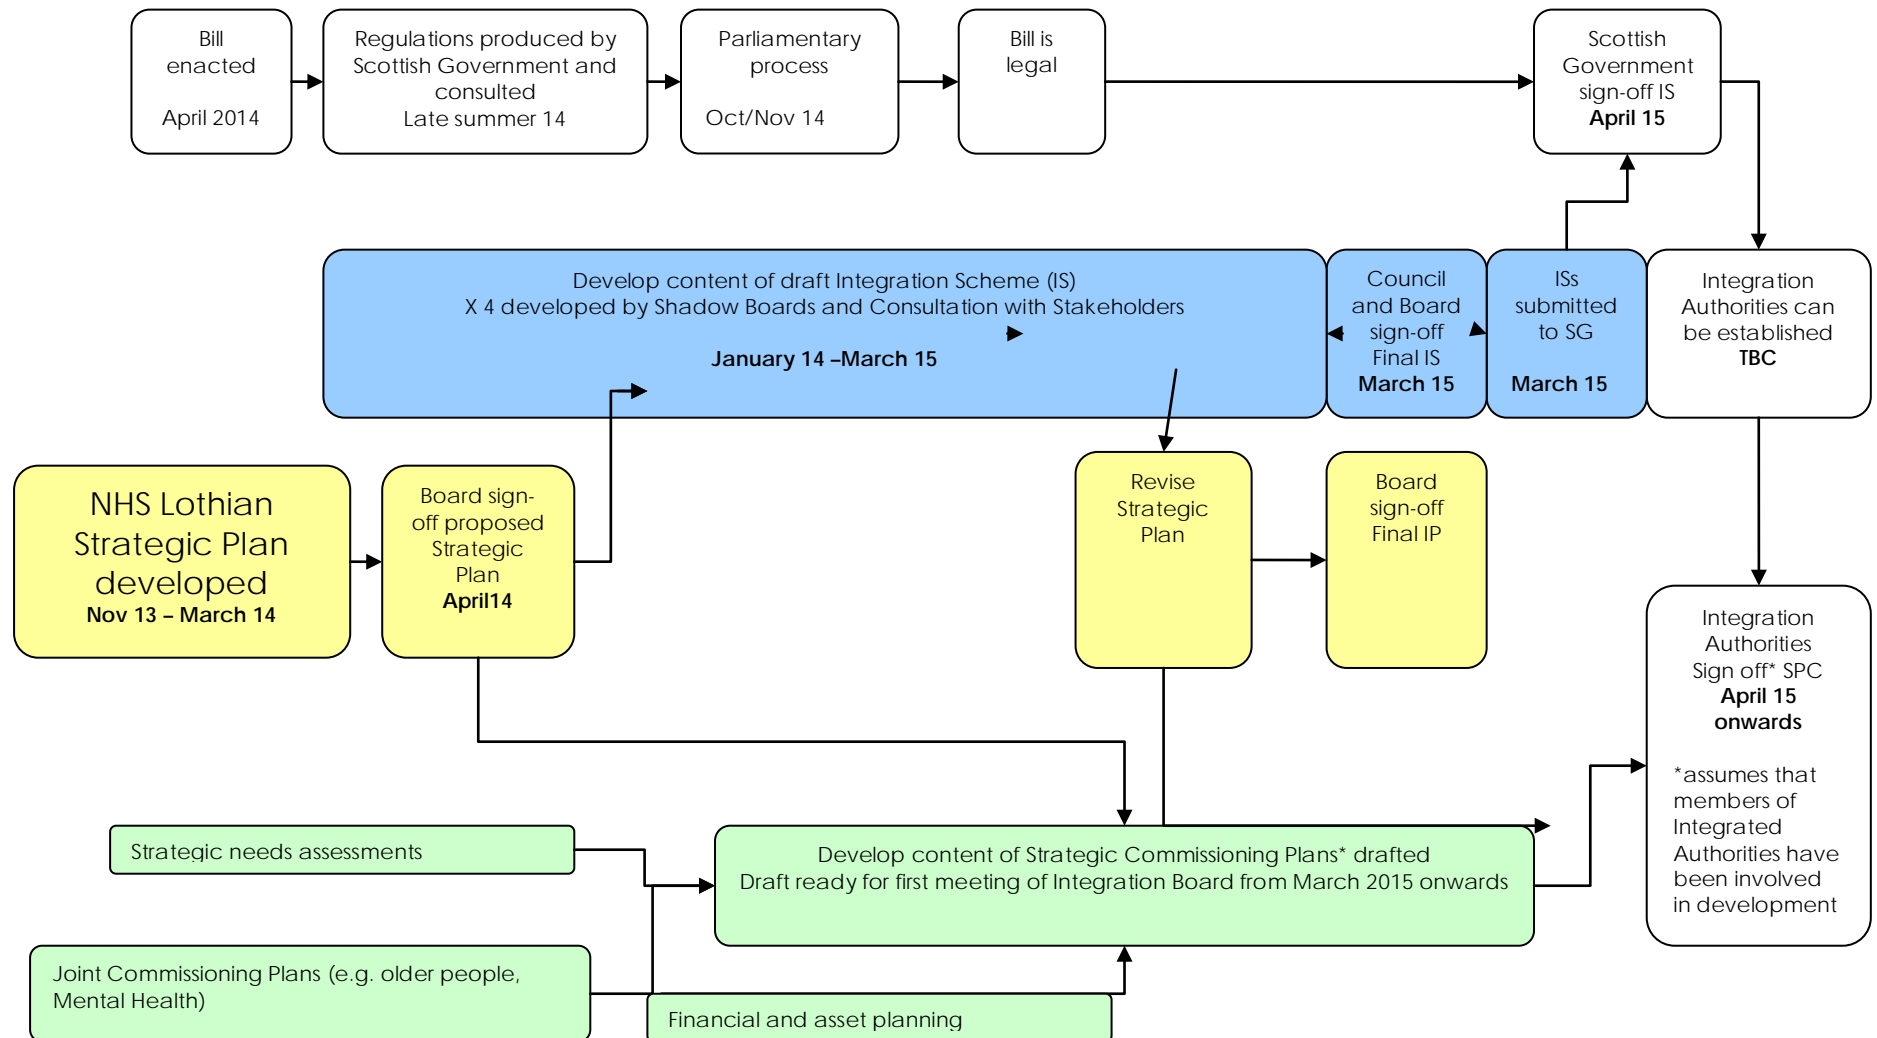 Bill
enacted
April 2014
Regulations produced by
Scottish Government and
consulted
Late summer 14
Parliamentary
process
Oct/Nov 14
Bill is
legal
Scottish
Government
sign-off IS
April 15
Develop content of draft Integration Scheme (IS)
X 4 developed by Shadow Boards and Consultation with Stakeholders
January 14 –March 15
Council
and Board
sign-off
Final IS
March 15
ISs
submitted
to SG
March 15
Integration
Authorities can
be established
TBC
NHS Lothian
Strategic Plan
developed
Nov 13 – March 14
Board sign-
off proposed
Strategic
Plan
April14
Revise
Strategic
Plan
Board
sign-off
Final IP
Integration
Authorities
Sign off* SPC
April 15
onwards
*assumes that
members of
Integrated
Authorities have
been involved
in development
Strategic needs assessments
Develop content of Strategic Commissioning Plans* drafted
Draft ready for first meeting of Integration Board from March 2015 onwards
Joint Commissioning Plans (e.g. older people,
Mental Health)
Financial and asset planning